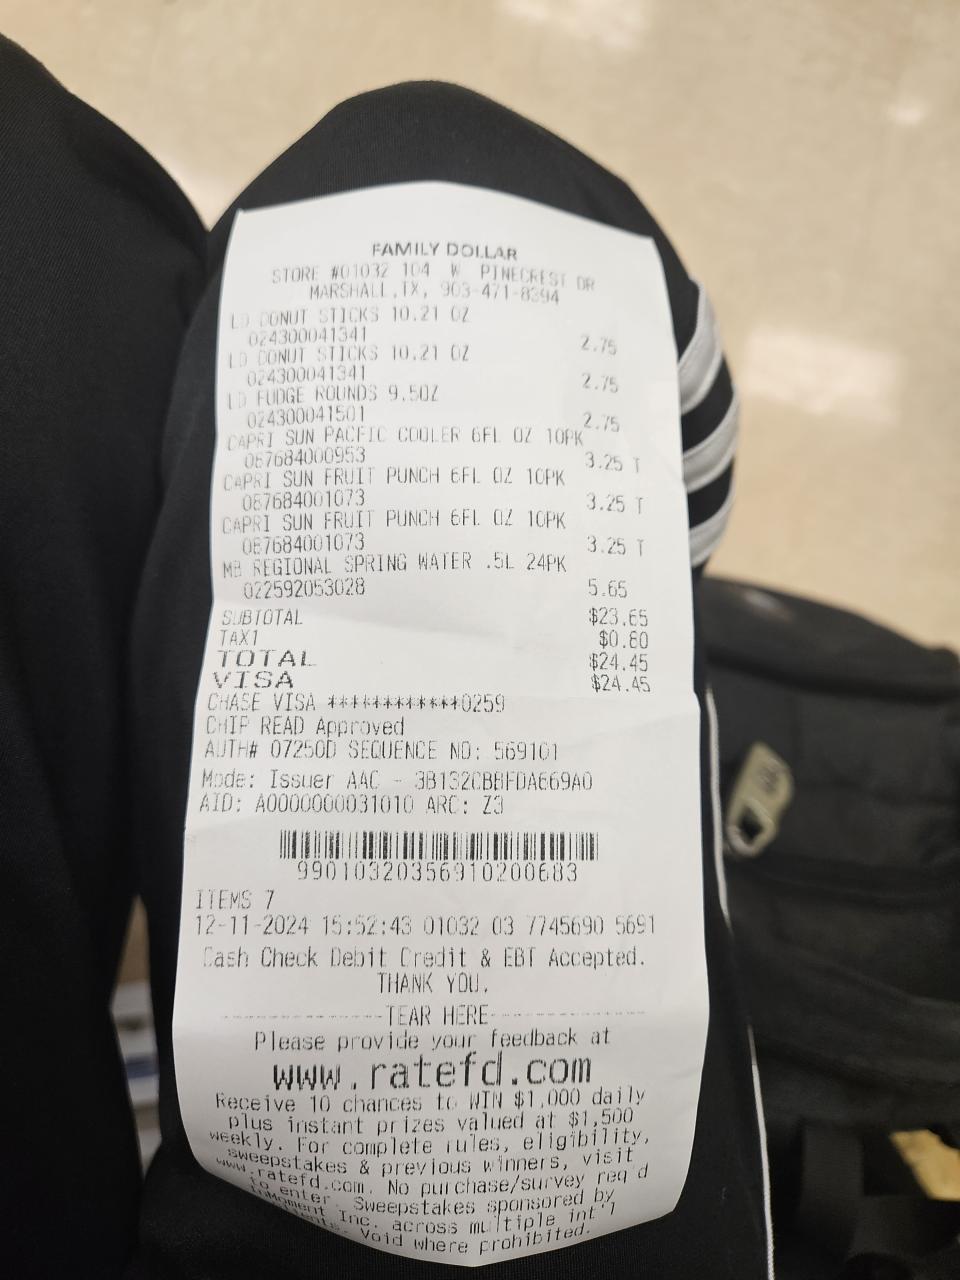 FAMILY DOLLAR
STORE #01032 104 W PINECREST DR
MARSHALL,TX, 903-471-8394
LD DONUT STICKS 10.21 OZ
024300041341 2.75
LD DONUT STICKS 10.21 OZ
024300041341 2.75
LD FUDGE ROUNDS 9.5OZ
024300041501 2.75
CAPRI SUN PACFIC COOLER 6FL OZ 10PK
087684000953 3.25 T
CAPRI SUN FRUIT PUNCH 6FL OZ 10PK
087684001073 3.25 T
CAPRI SUN FRUIT PUNCH 6FL OZ 10PK
087684001073 3.25 T
MB REGIONAL SPRING WATER .5L 24PK
022592053028 5.65
SUBTOTAL $23.65
TAX1 $0.80
TOTAL $24.45
VISA $24.45
CHASE VISA ************0259
CHIP READ Approved
AUTH# 07250D SEQUENCE NO: 569101
Mode: Issuer AAC - 3B132CBBFDA669A0
AID: A0000000031010 ARC: Z3
99010320356910200683
ITEMS 7
12-11-2024 15:52:43 01032 03 7745690 5691
Cash Check Debit Credit & EBT Accepted.
THANK YOU.
---------------TEAR HERE---------------
Please provide your feedback at
www.ratefd.com
Receive 10 chances to WIN $1,000 daily
plus instant prizes valued at $1,500
weekly. For complete rules, eligibility,
sweepstakes & previous winners, visit
www.ratefd.com. No purchase/survey req'd
to enter. Sweepstakes sponsored by
InMoment Inc. across multiple int'l
Void where prohibited.